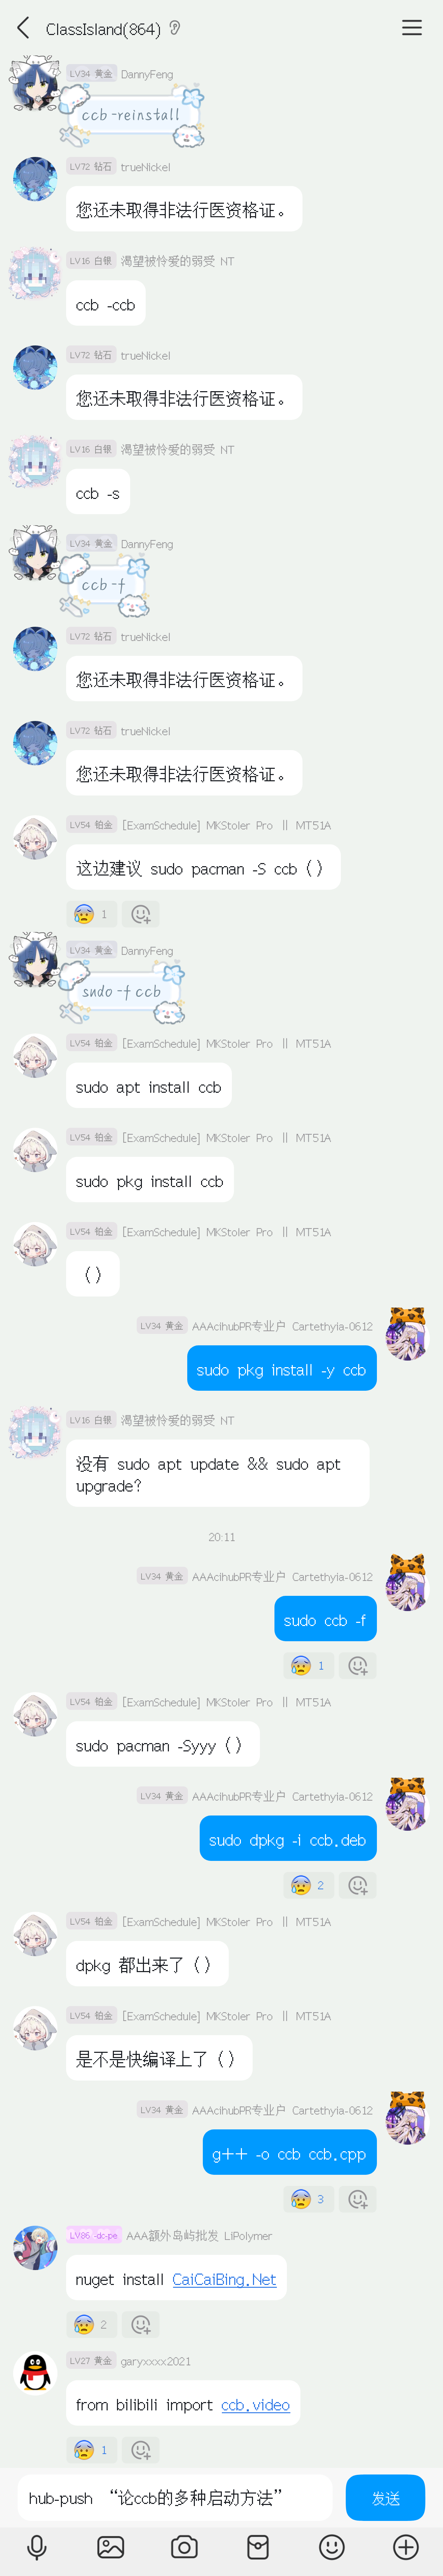 ClassIsland(864)
LV34 黄金 DannyFeng
ccb -reinstall
LV72 钻石 trueNickel
您还未取得非法行医资格证。
LV16 白银 渴望被怜爱的弱受 NT
ccb -ccb
LV72 钻石 trueNickel
您还未取得非法行医资格证。
LV16 白银 渴望被怜爱的弱受 NT
ccb -s
LV34 黄金 DannyFeng
ccb -f
LV72 钻石 trueNickel
您还未取得非法行医资格证。
LV72 钻石 trueNickel
您还未取得非法行医资格证。
LV54 铂金 [ExamSchedule] MKStoler Pro || MT51A
这边建议 sudo pacman -S ccb（）
1
LV34 黄金 DannyFeng
sudo -f ccb
LV54 铂金 [ExamSchedule] MKStoler Pro || MT51A
sudo apt install ccb
LV54 铂金 [ExamSchedule] MKStoler Pro || MT51A
sudo pkg install ccb
LV54 铂金 [ExamSchedule] MKStoler Pro || MT51A
（）
LV34 黄金 AAAcihubPR专业户 Cartethyia-0612
sudo pkg install -y ccb
LV16 白银 渴望被怜爱的弱受 NT
没有 sudo apt update && sudo apt
upgrade?
20:11
LV34 黄金 AAAcihubPR专业户 Cartethyia-0612
sudo ccb -f
1
LV54 铂金 [ExamSchedule] MKStoler Pro || MT51A
sudo pacman -Syyy（）
LV34 黄金 AAAcihubPR专业户 Cartethyia-0612
sudo dpkg -i ccb.deb
2
LV54 铂金 [ExamSchedule] MKStoler Pro || MT51A
dpkg 都出来了（）
LV54 铂金 [ExamSchedule] MKStoler Pro || MT51A
是不是快编译上了（）
LV34 黄金 AAAcihubPR专业户 Cartethyia-0612
g++ -o ccb ccb.cpp
3
LV86 -dc-pe AAA额外岛屿批发 LiPolymer
nuget install CaiCaiBing.Net
2
LV27 黄金 garyxxxx2021
from bilibili import ccb.video
1
hub-push “论ccb的多种启动方法”
发送